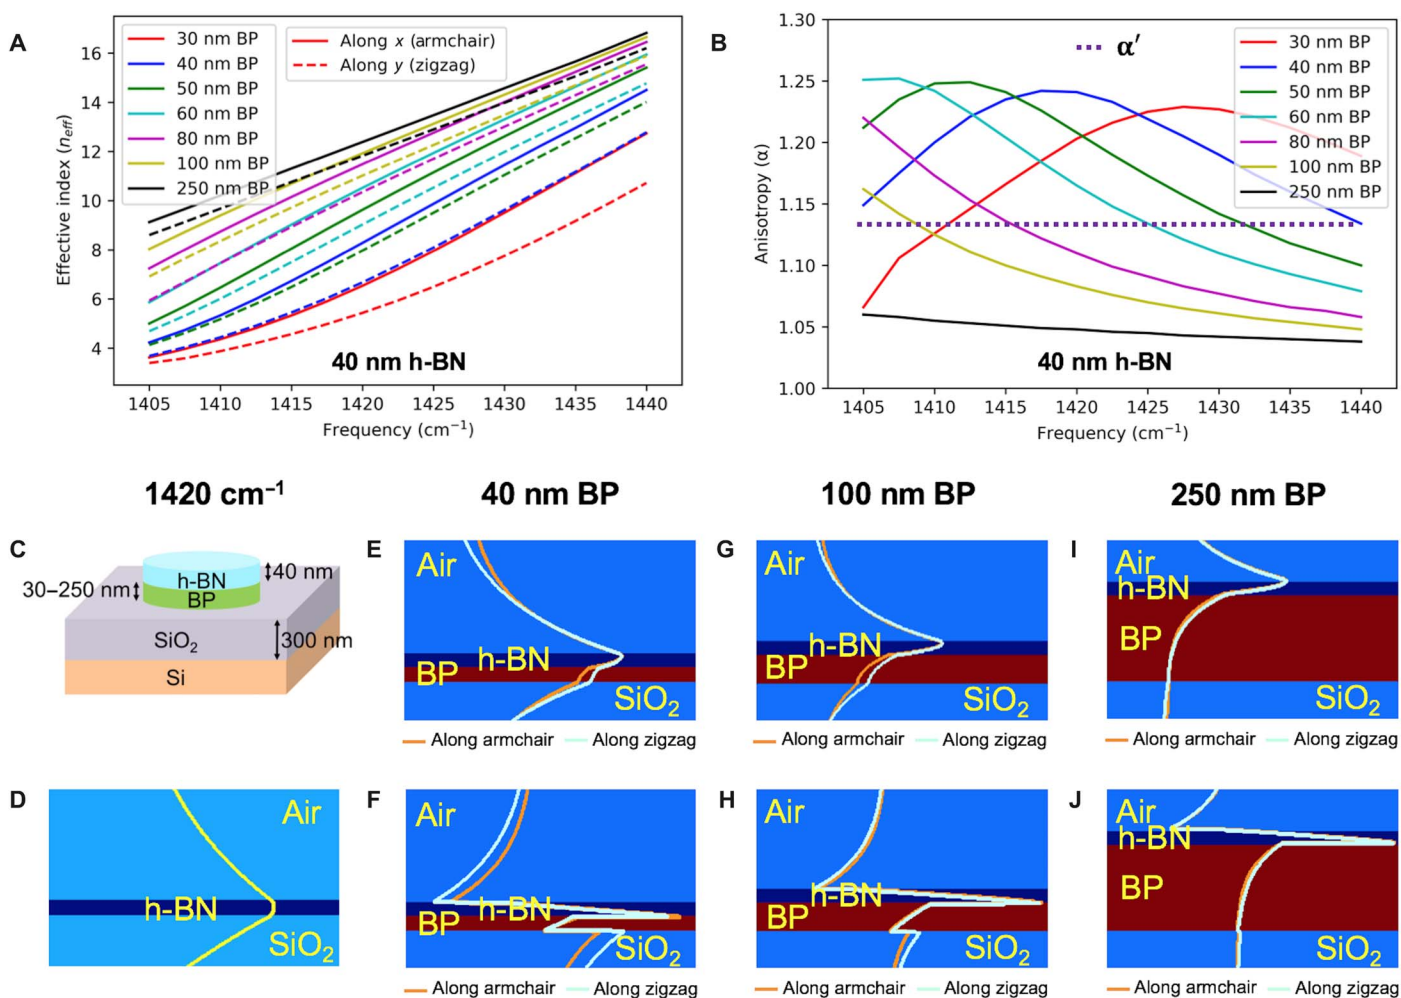 A
30 nm BP
40 nm BP
50 nm BP
60 nm BP
80 nm BP
100 nm BP
250 nm BP
Along x (armchair)
Along y (zigzag)
Effective index (neff)
16
14
12
10
8
6
4
40 nm h-BN
1405 1410 1415 1420 1425 1430 1435 1440
Frequency (cm⁻¹)
B
α′
30 nm BP
40 nm BP
50 nm BP
60 nm BP
80 nm BP
100 nm BP
250 nm BP
Anisotropy (α)
1.30
1.25
1.20
1.15
1.10
1.05
1.00
40 nm h-BN
1405 1410 1415 1420 1425 1430 1435 1440
Frequency (cm⁻¹)
1420 cm⁻¹
40 nm BP
100 nm BP
250 nm BP
C
h-BN
BP
40 nm
30–250 nm
SiO₂
300 nm
Si
E
Air
h-BN
BP
SiO₂
Along armchair Along zigzag
G
Air
h-BN
BP
SiO₂
Along armchair Along zigzag
I
Air
h-BN
BP
SiO₂
Along armchair Along zigzag
D
Air
h-BN
SiO₂
F
Air
h-BN
BP
SiO₂
Along armchair Along zigzag
H
Air
h-BN
BP
SiO₂
Along armchair Along zigzag
J
Air
h-BN
BP
SiO₂
Along armchair Along zigzag